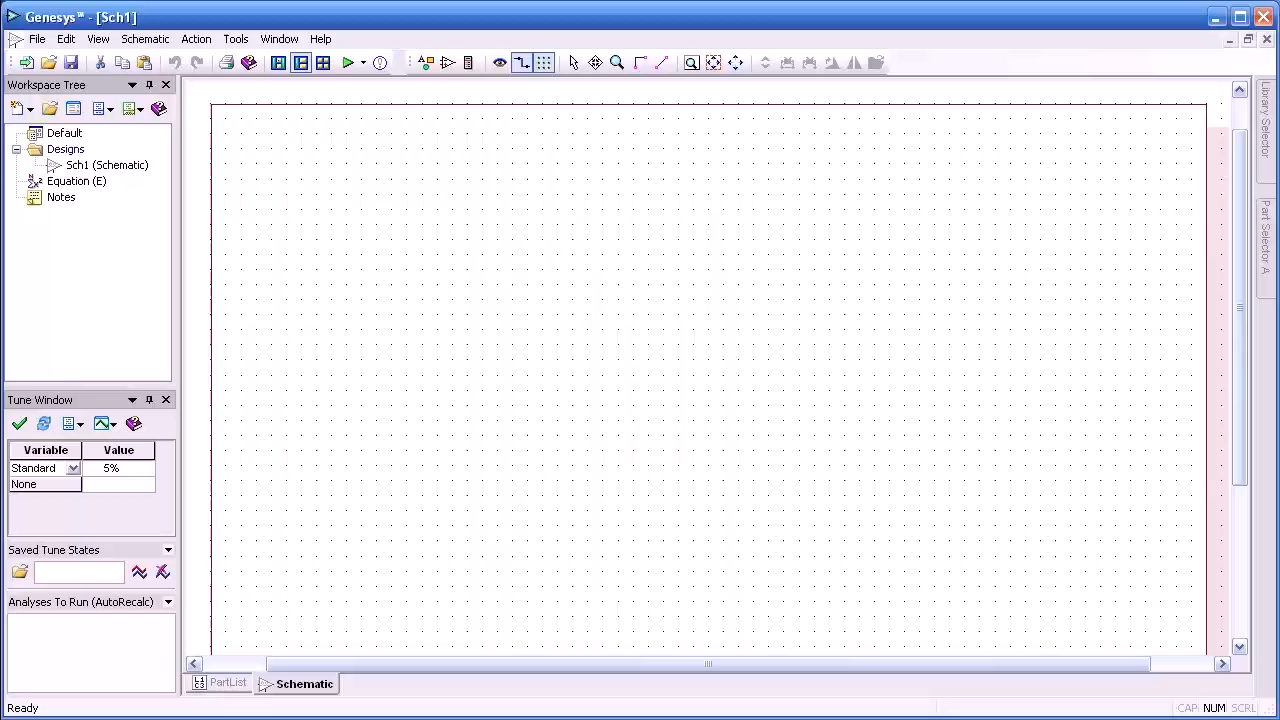 Genesys™ - [Sch1]
File Edit View Schematic Action Tools Window Help
Workspace Tree
Default
Designs
Sch1 (Schematic)
Equation (E)
Notes
Tune Window
Variable Value
Standard 5%
None
Saved Tune States
Analyses To Run (AutoRecalc)
Library Selector
Part Selector A
PartList Schematic
Ready
CAP NUM SCRL